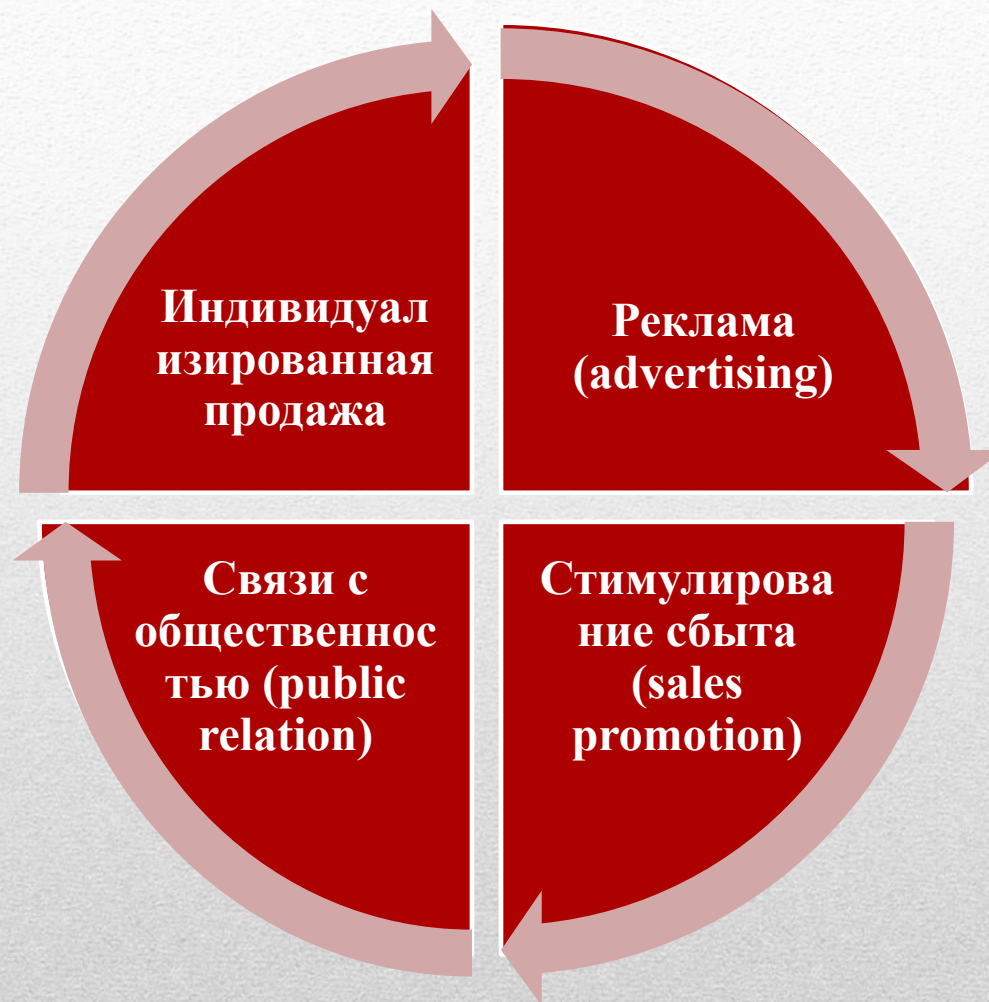 Индивидуал
изированная
продажа
Реклама
(advertising)
Связи с
общественнос
тью (public
relation)
Стимулирова
ние сбыта
(sales
promotion)